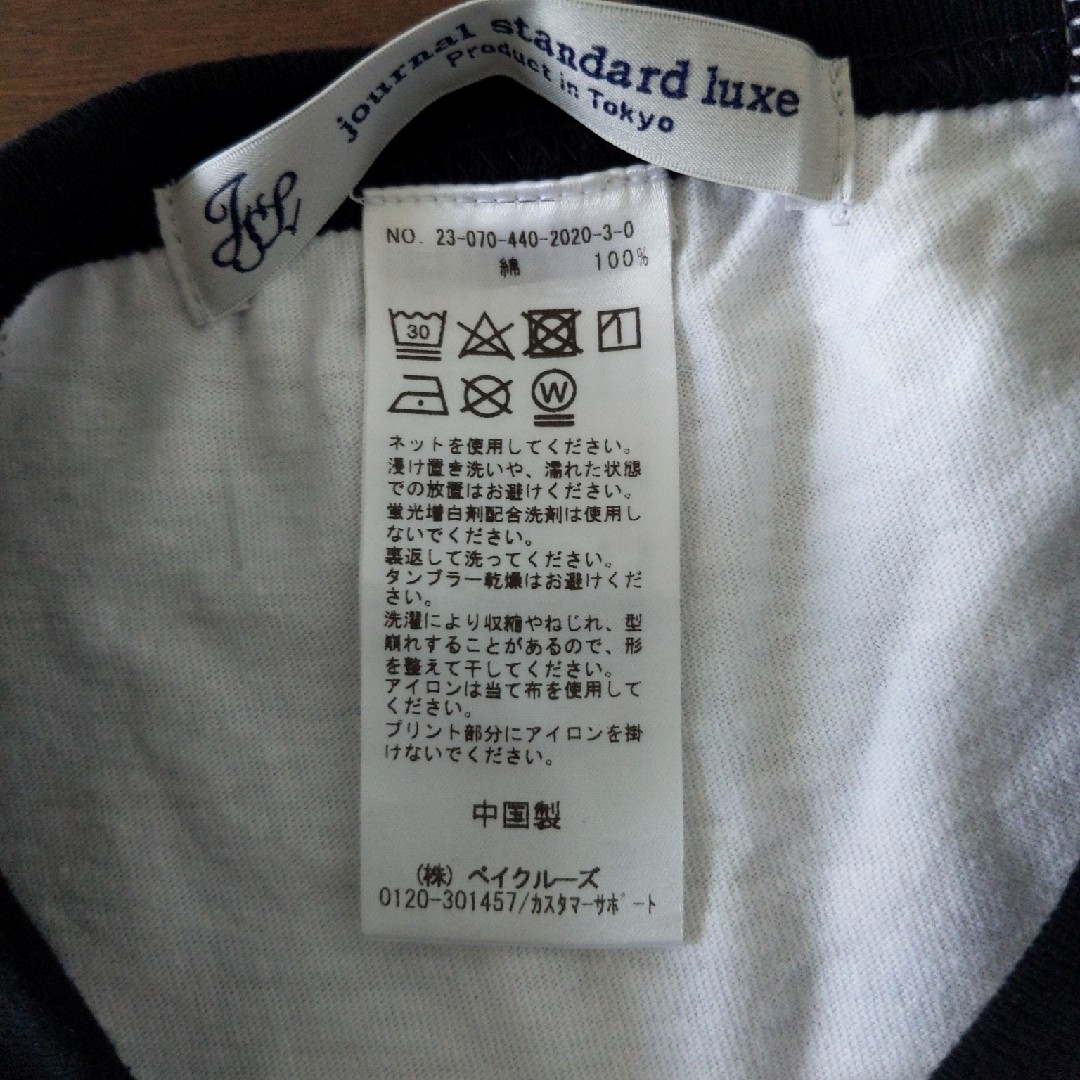 journal standard luxe
Product in Tokyo
JSL
NO. 23-070-440-2020-3-0
綿 100%
30
W
ネットを使用してください。
浸け置き洗いや、濡れた状態
での放置はお避けください。
蛍光増白剤配合洗剤は使用し
ないでください。
裏返して洗ってください。
タンブラー乾燥はお避けくだ
さい。
洗濯により収縮やねじれ、型
崩れすることがあるので、形
を整えて干してください。
アイロンは当て布を使用して
ください。
プリント部分にアイロンを掛
けないでください。
中国製
(株) ベイクルーズ
0120-301457/カスタマーサポート